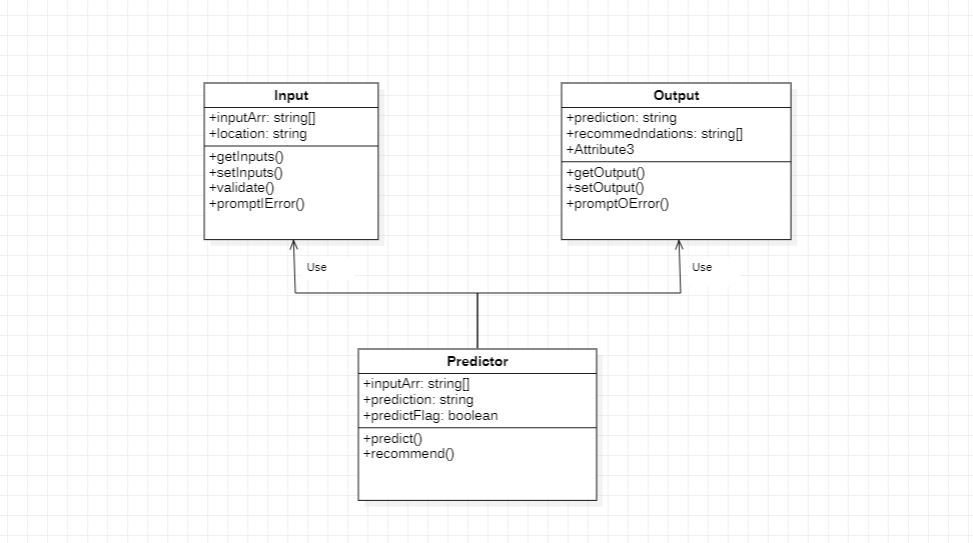 Input
+inputArr: string[]
+location: string
+getInputs()
+setInputs()
+validate()
+promptIError()
Output
+prediction: string
+recommedndations: string[]
+Attribute3
+getOutput()
+setOutput()
+promptOError()
Use
Use
Predictor
+inputArr: string[]
+prediction: string
+predictFlag: boolean
+predict()
+recommend()